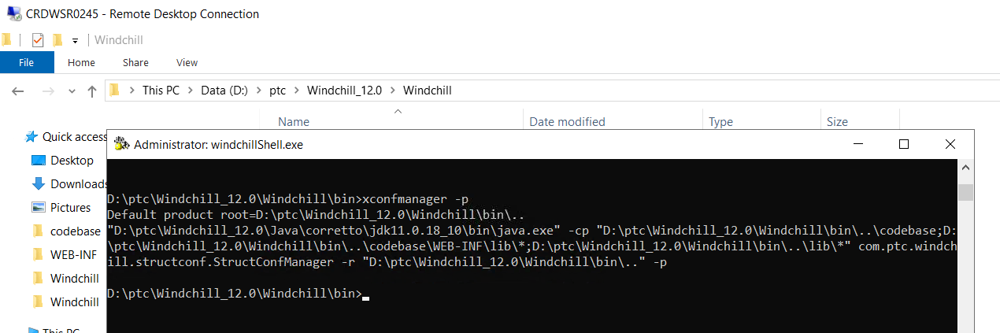 CRDWSR0245 - Remote Desktop Connection
Windchill
File Home Share View
This PC > Data (D:) > ptc > Windchill_12.0 > Windchill
Name Date modified Type Size
Quick access
Desktop
Downloads
Pictures
codebase
WEB-INF
Windchill
Windchill
This PC
Administrator: windchillShell.exe
D:\ptc\Windchill_12.0\Windchill\bin>xconfmanager -p
Default product root=D:\ptc\Windchill_12.0\Windchill\bin\..
"D:\ptc\Windchill_12.0\Java\corretto\jdk11.0.18_10\bin\java.exe" -cp "D:\ptc\Windchill_12.0\Windchill\bin\..\codebase;D:
\ptc\Windchill_12.0\Windchill\bin\..\codebase\WEB-INF\lib\*;D:\ptc\Windchill_12.0\Windchill\bin\..\lib\*" com.ptc.windch
ill.structconf.StructConfManager -r "D:\ptc\Windchill_12.0\Windchill\bin\.." -p
D:\ptc\Windchill_12.0\Windchill\bin>